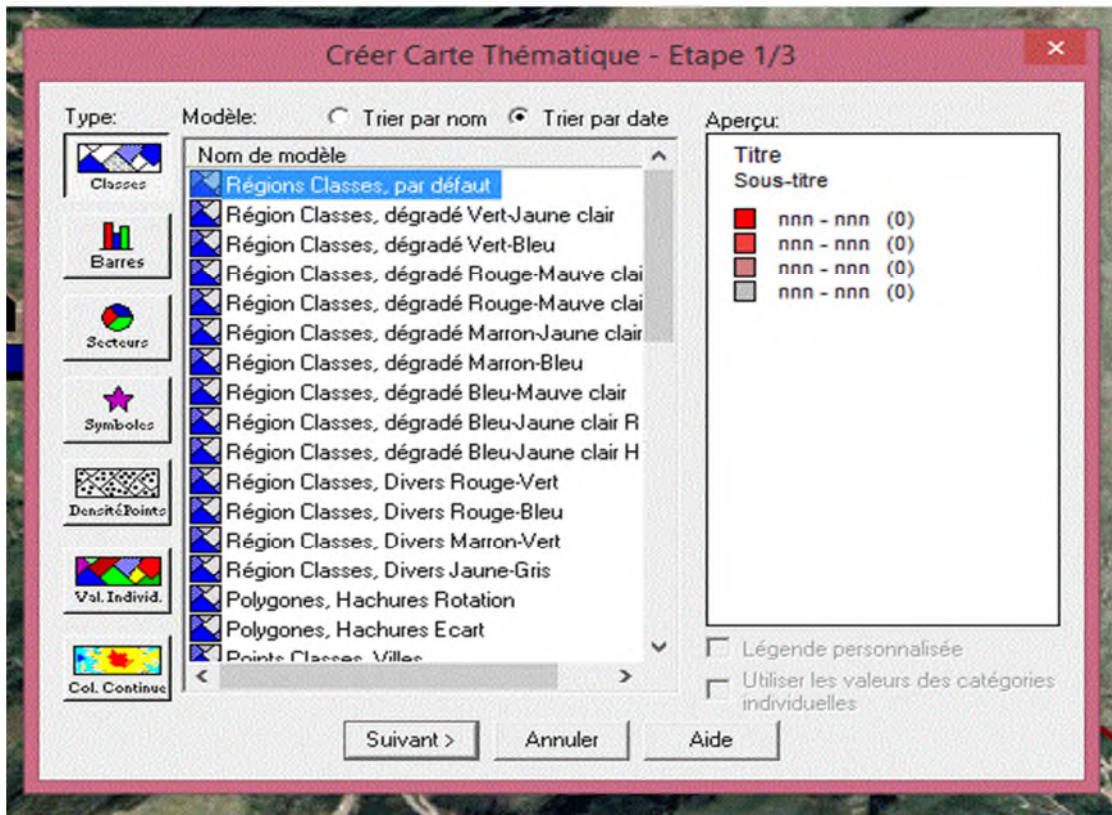 Créer Carte Thématique - Etape 1/3
Type:
Classes
Barres
Secteurs
Symboles
DensitéPoints
Val. Individ.
Col. Continue
Modèle:
Trier par nom
Trier par date
Nom de modèle
Régions Classes, par défaut
Région Classes, dégradé Vert-Jaune clair
Région Classes, dégradé Vert-Bleu
Région Classes, dégradé Rouge-Mauve clai
Région Classes, dégradé Rouge-Mauve clai
Région Classes, dégradé Marron-Jaune clair
Région Classes, dégradé Marron-Bleu
Région Classes, dégradé Bleu-Mauve clair
Région Classes, dégradé Bleu-Jaune clair R
Région Classes, dégradé Bleu-Jaune clair H
Région Classes, Divers Rouge-Vert
Région Classes, Divers Rouge-Bleu
Région Classes, Divers Marron-Vert
Région Classes, Divers Jaune-Gris
Polygones, Hachures Rotation
Polygones, Hachures Ecart
Points Classes, Villes
Aperçu:
Titre
Sous-titre
nnn - nnn (0)
nnn - nnn (0)
nnn - nnn (0)
nnn - nnn (0)
Légende personnalisée
Utiliser les valeurs des catégories
individuelles
Suivant >
Annuler
Aide